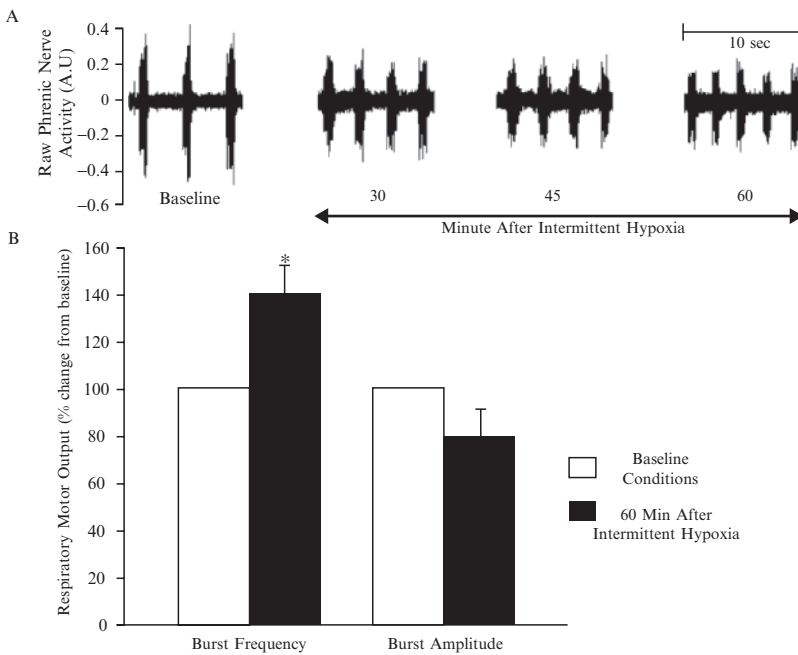 A
Raw Phrenic Nerve
Activity (A.U)
0.4
0.2
0
–0.2
–0.4
–0.6
10 sec
Baseline
30
45
60
Minute After Intermittent Hypoxia
B
Respiratory Motor Output (% change from baseline)
160
140
120
100
80
60
40
20
0
*
Baseline
Conditions
60 Min After
Intermittent Hypoxia
Burst Frequency
Burst Amplitude